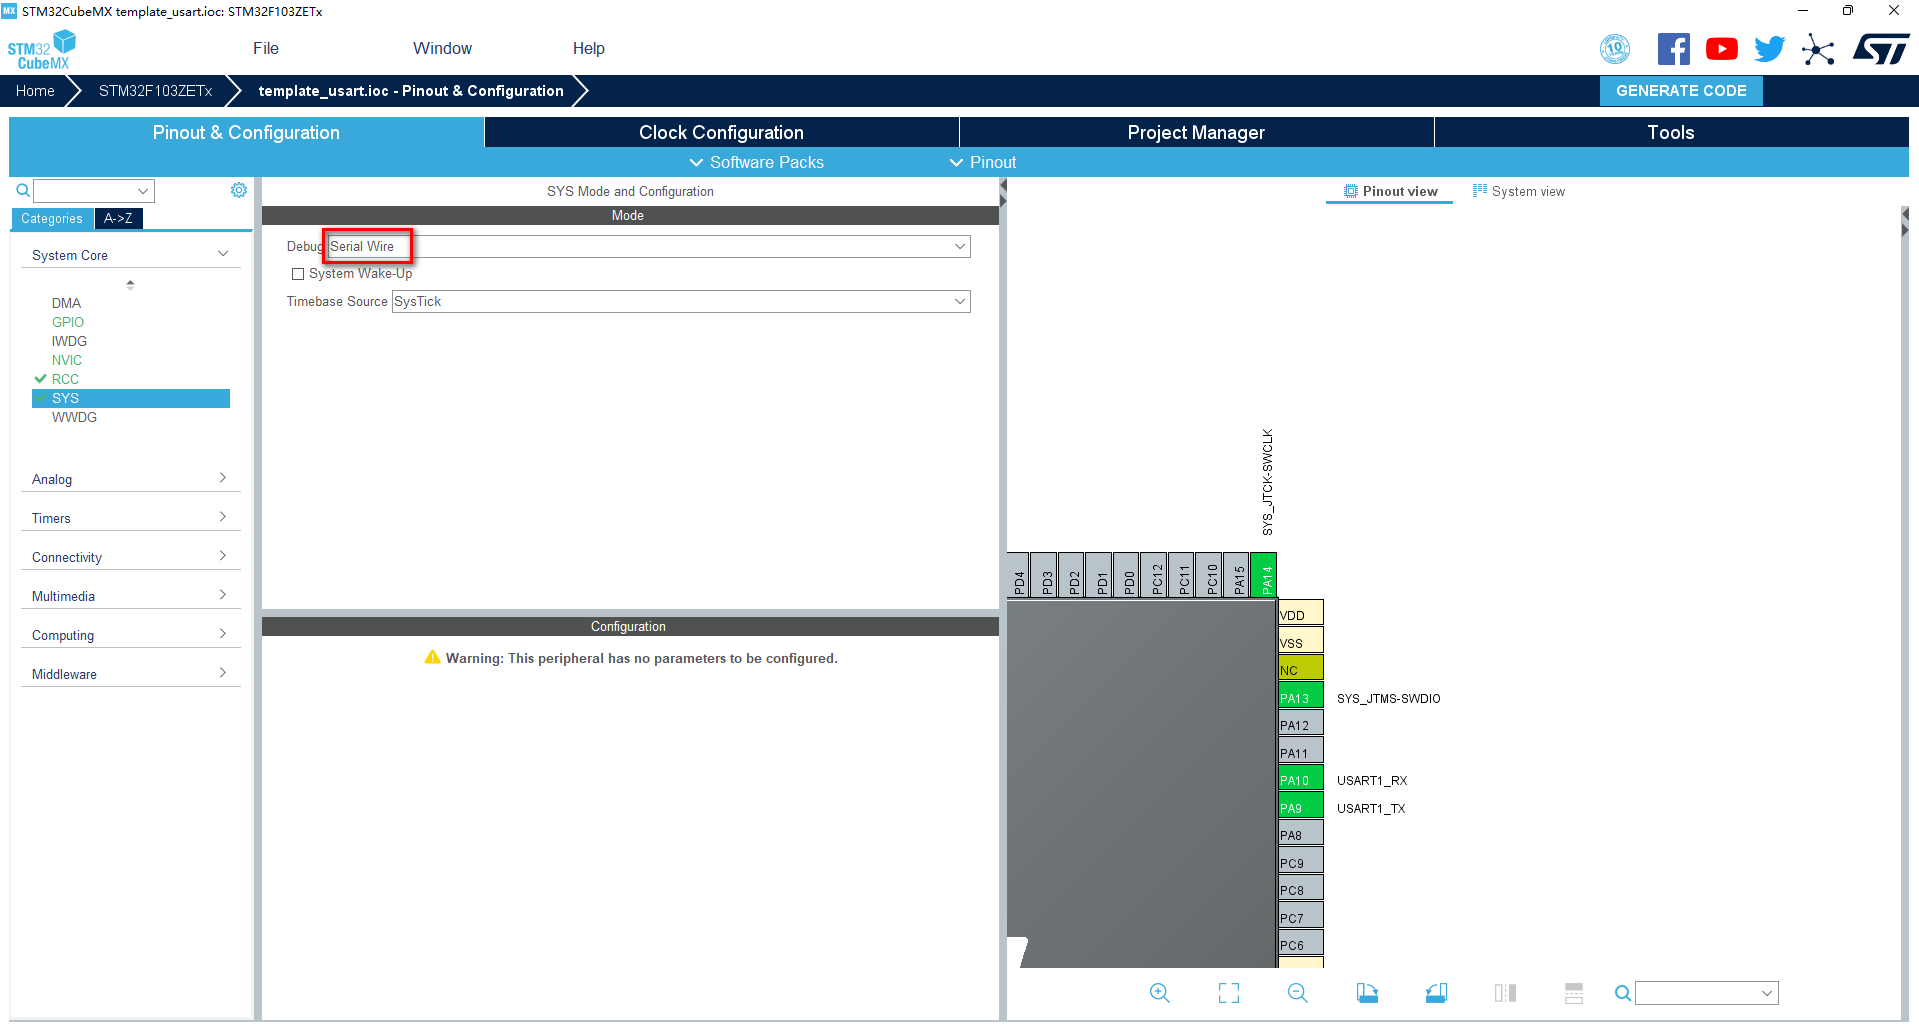 MX STM32CubeMX template_usart.ioc: STM32F103ZETx
STM32
CubeMX
File
Window
Help
10
Home
STM32F103ZETx
template_usart.ioc - Pinout & Configuration
GENERATE CODE
Pinout & Configuration
Clock Configuration
Project Manager
Tools
Software Packs
Pinout
Categories
A->Z
System Core
DMA
GPIO
IWDG
NVIC
RCC
SYS
WWDG
Analog
Timers
Connectivity
Multimedia
Computing
Middleware
SYS Mode and Configuration
Mode
Debug Serial Wire
System Wake-Up
Timebase Source SysTick
Configuration
Warning: This peripheral has no parameters to be configured.
Pinout view
System view
SYS_JTCK-SWCLK
PD4
PD3
PD2
PD1
PD0
PC12
PC11
PC10
PA15
PA14
VDD
VSS
NC
PA13 SYS_JTMS-SWDIO
PA12
PA11
PA10 USART1_RX
PA9 USART1_TX
PA8
PC9
PC8
PC7
PC6